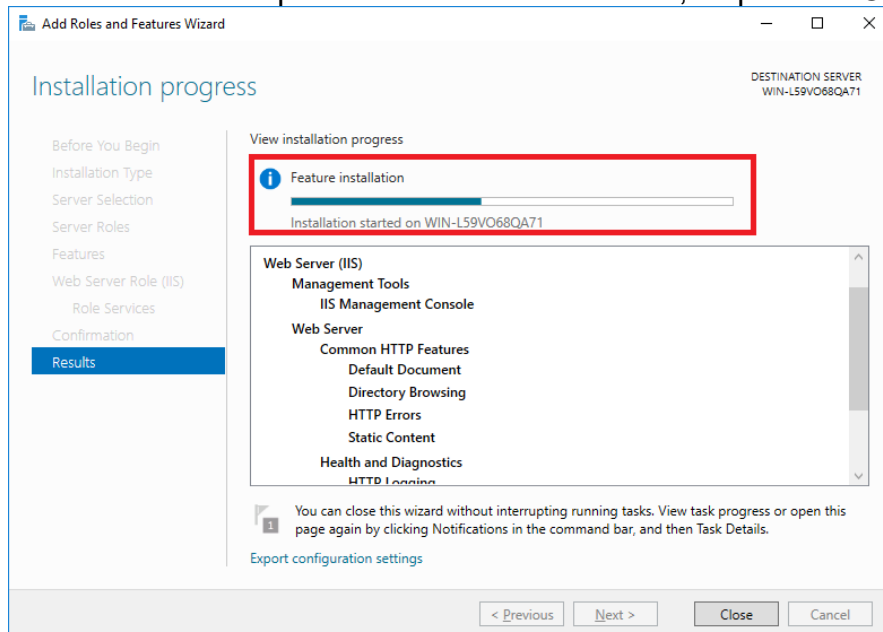 Add Roles and Features Wizard
Installation progress
DESTINATION SERVER
WIN-L59VO68QA71
Before You Begin
Installation Type
Server Selection
Server Roles
Features
Web Server Role (IIS)
Role Services
Confirmation
Results
View installation progress
Feature installation
Installation started on WIN-L59VO68QA71
Web Server (IIS)
Management Tools
IIS Management Console
Web Server
Common HTTP Features
Default Document
Directory Browsing
HTTP Errors
Static Content
Health and Diagnostics
HTTP Logging
1
You can close this wizard without interrupting running tasks. View task progress or open this
page again by clicking Notifications in the command bar, and then Task Details.
Export configuration settings
< Previous
Next >
Close
Cancel